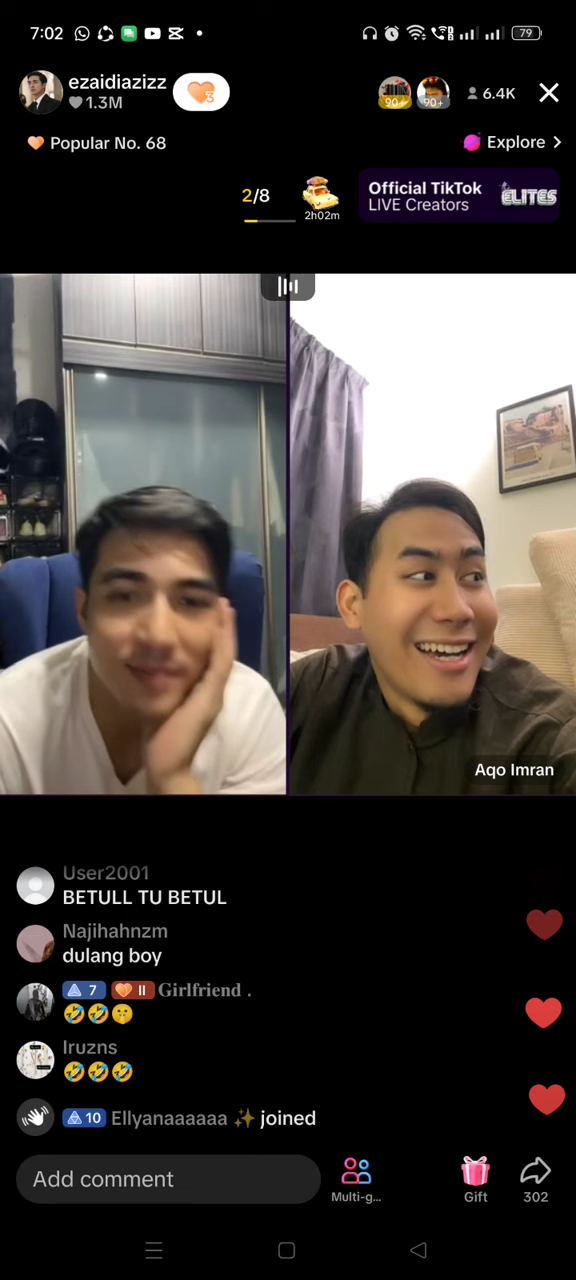 7:02
79
ezaidiazizz
1.3M
3
90+
90+
6.4K
Popular No. 68
Explore
2/8
2h02m
Official TikTok
LIVE Creators
ELITES
Aqo Imran
User2001
BETULL TU BETUL
Najihahnzm
dulang boy
7 II Girlfriend .
🤣🤣🤫
Iruzns
🤣🤣🤣
10 Ellyanaaaaaa ✨ joined
Add comment
Multi-g...
Gift
302